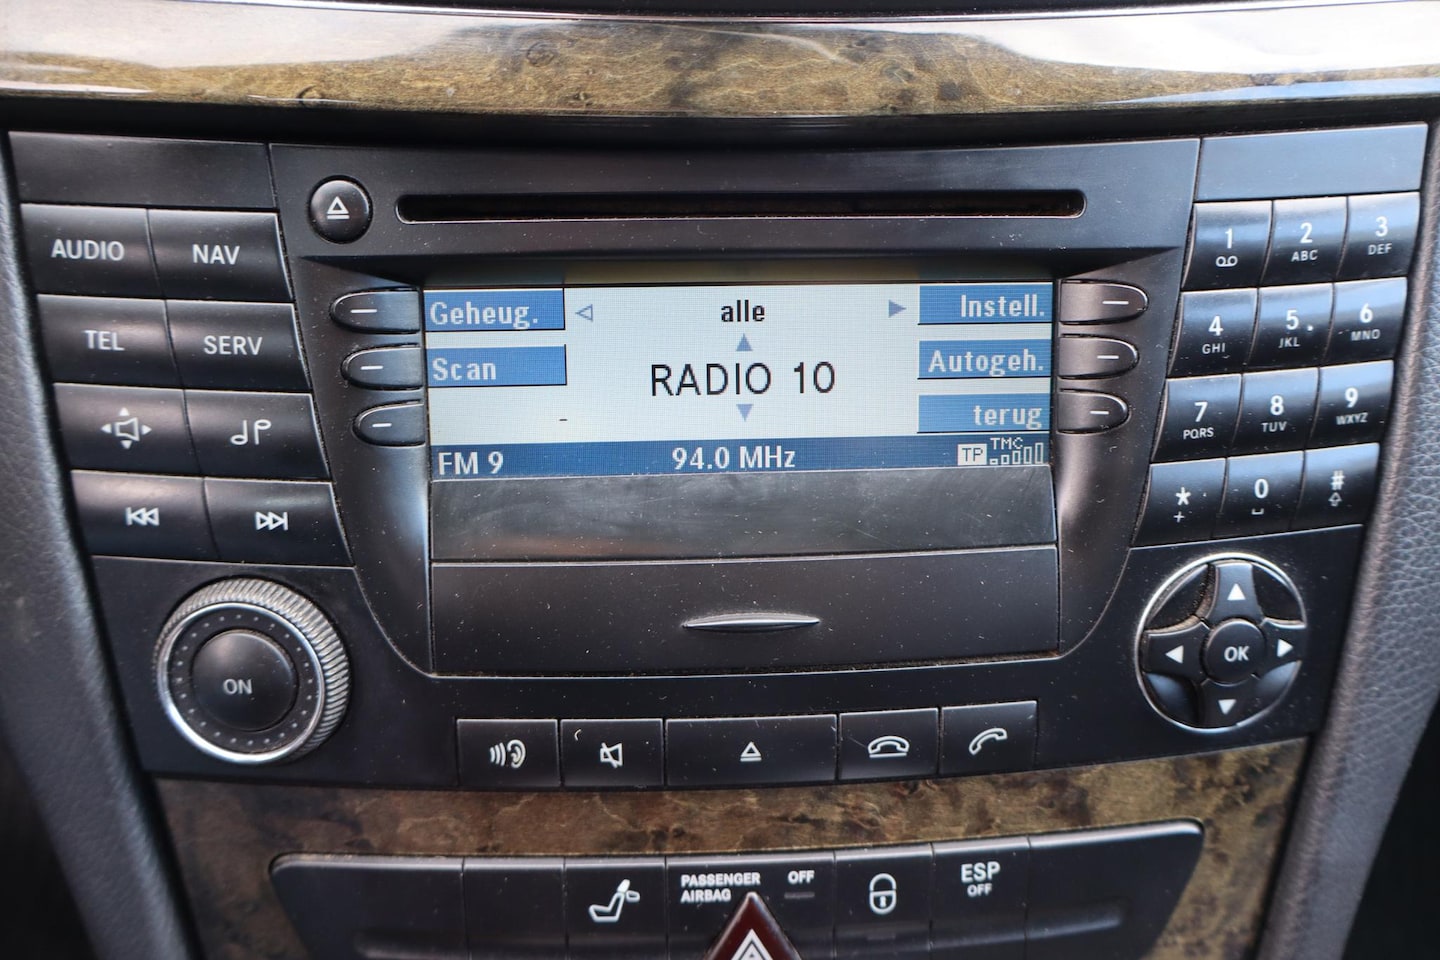 AUDIO NAV
TEL SERV
ON
Geheug. alle Instell.
Scan RADIO 10 Autogeh.
- terug
FM 9 94.0 MHz TP TMC
1 2 ABC 3 DEF
4 GHI 5 JKL 6 MNO
7 PQRS 8 TUV 9 WXYZ
* + 0 #
OK
PASSENGER AIRBAG OFF
ESP OFF